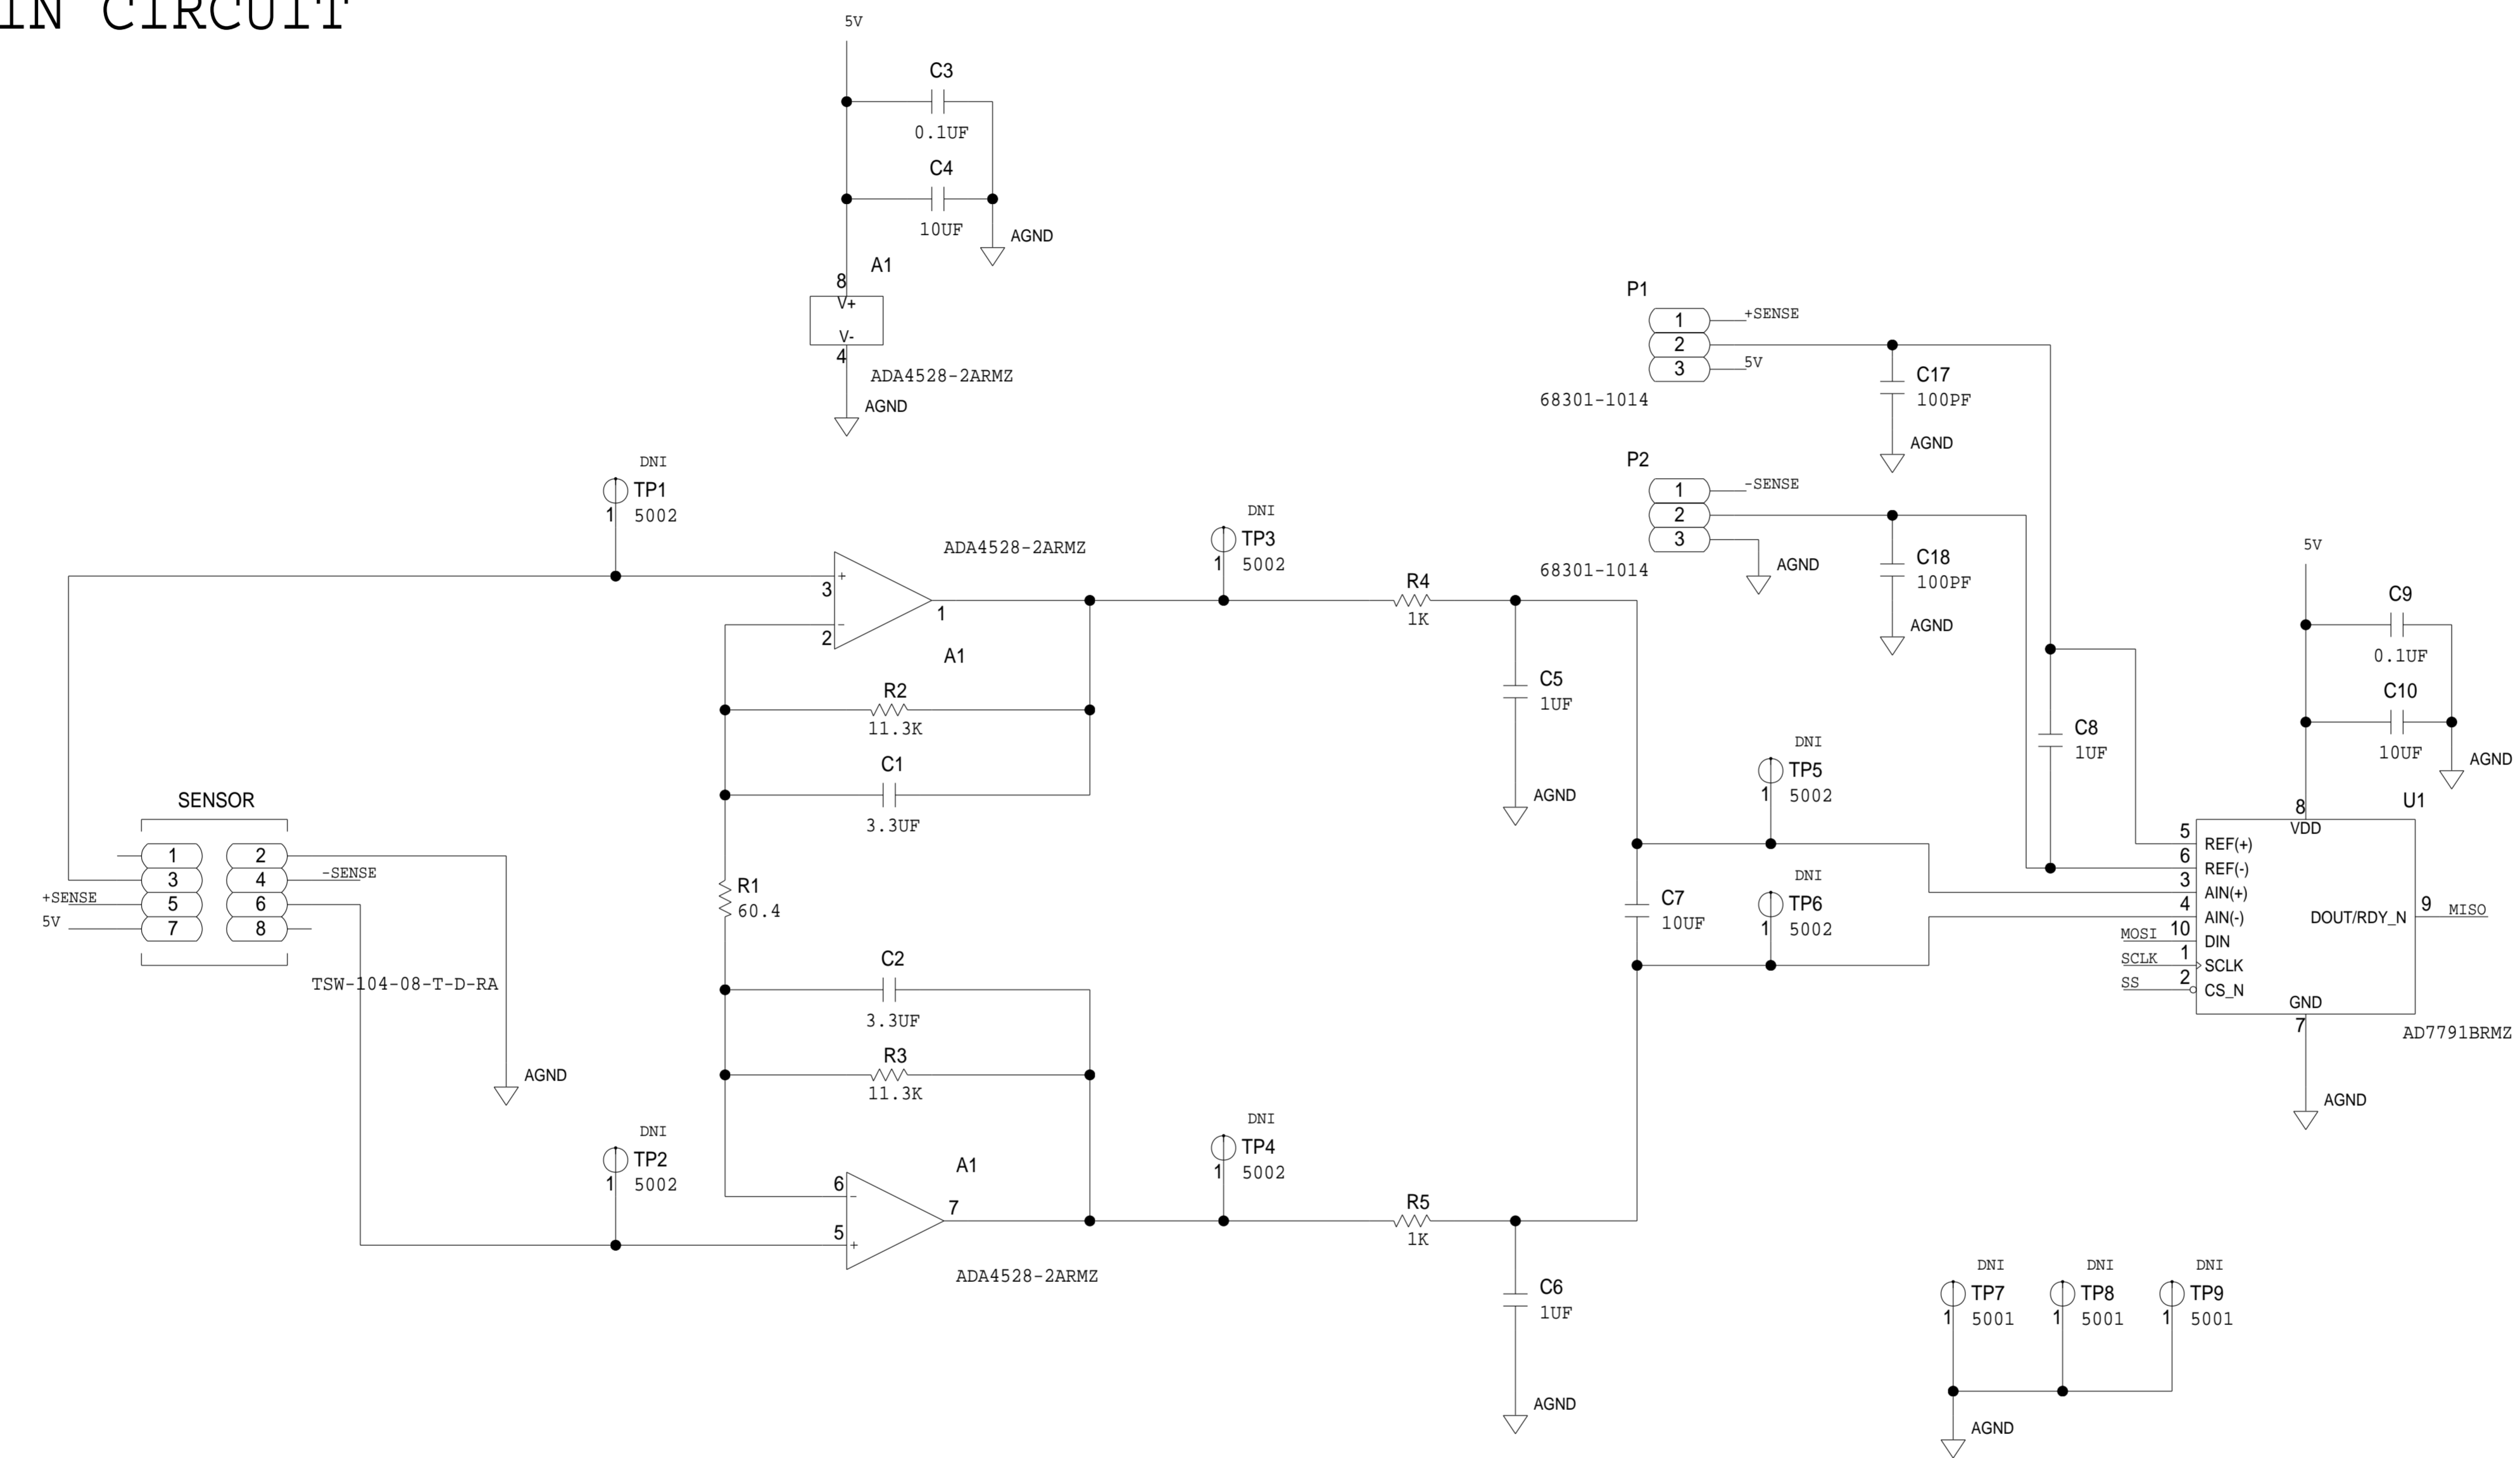 IN CIRCUIT
5V
C3
0.1UF
C4
10UF
AGND
A1
8
V+
V-
4
ADA4528-2ARMZ
AGND
P1
1 +SENSE
2
3 5V
68301-1014
C17
100PF
AGND
P2
1 -SENSE
2
3
AGND
68301-1014
C18
100PF
AGND
DNI
TP1
1 5002
ADA4528-2ARMZ
+
3
1
-
2
A1
DNI
TP3
1 5002
R4
1K
R2
11.3K
C1
3.3UF
C5
1UF
AGND
5V
C9
0.1UF
C10
10UF
AGND
C8
1UF
DNI
TP5
1 5002
SENSOR
1 2
3 4 -SENSE
+SENSE 5 6
5V 7 8
TSW-104-08-T-D-RA
AGND
R1
60.4
C2
3.3UF
R3
11.3K
C7
10UF
DNI
TP6
1 5002
U1
8
VDD
5 REF(+)
6 REF(-)
3 AIN(+)
4 AIN(-)
DOUT/RDY_N 9 MISO
MOSI 10 DIN
SCLK 1 SCLK
SS 2 CS_N
GND
7
AD7791BRMZ
AGND
DNI
TP2
1 5002
A1
6 -
7
5 +
ADA4528-2ARMZ
DNI
TP4
1 5002
R5
1K
C6
1UF
AGND
DNI DNI DNI
TP7 TP8 TP9
1 5001 1 5001 1 5001
AGND